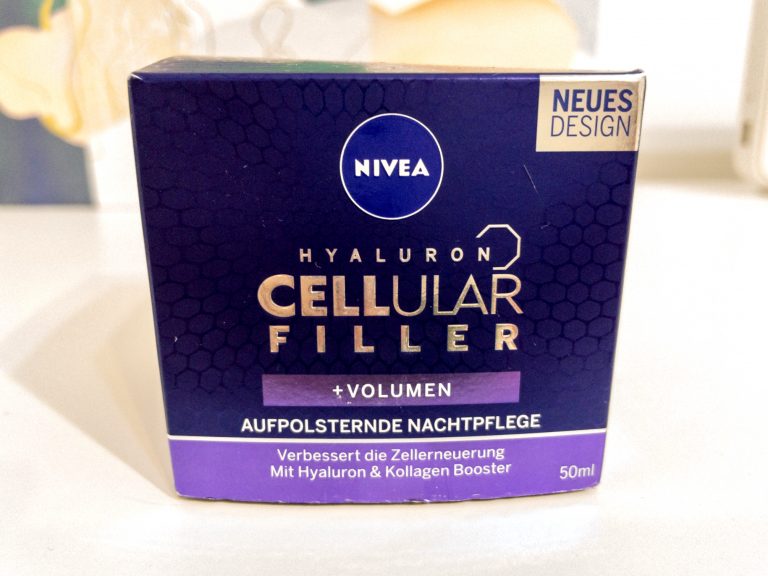 NEUES
DESIGN
NIVEA
HYALURON
CELLULAR
FILLER
+VOLUMEN
AUFPOLSTERNDE NACHTPFLEGE
Verbessert die Zellerneuerung
Mit Hyaluron & Kollagen Booster
50ml